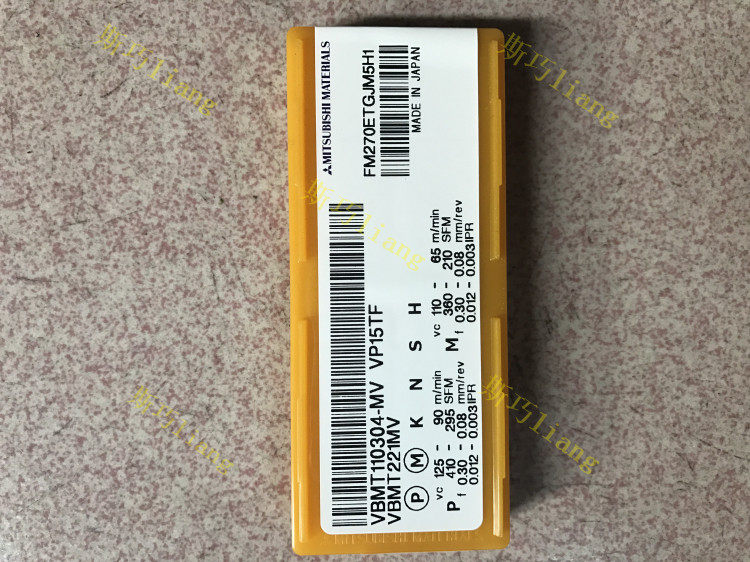 MITSUBISHI MATERIALS
FM270ETGJM5H1
MADE IN JAPAN
VBMT110304-MV VP15TF
VBMT221MV
P M K N S H
P
vc 125 - 90 m/min
410 - 295 SFM
f 0.30 - 0.08 mm/rev
0.012 - 0.003IPR
M
vc 110 - 65 m/min
360 - 210 SFM
f 0.30 - 0.08 mm/rev
0.012 - 0.003IPR
斯巧liang
斯巧liang
斯巧liang
斯巧liang
斯巧liang